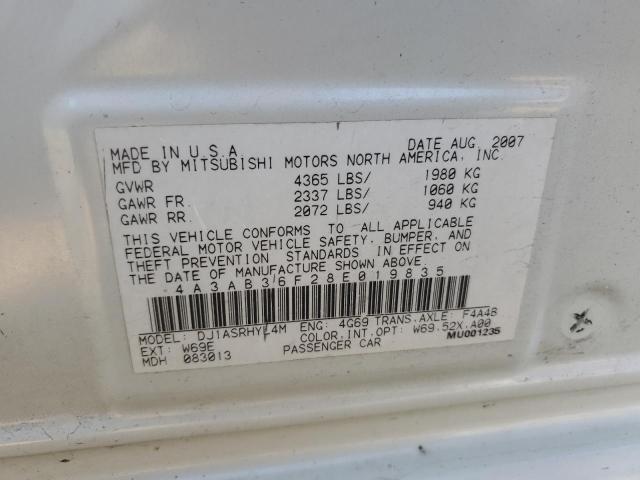 MADE IN U.S.A. DATE AUG. 2007
MFD BY MITSUBISHI MOTORS NORTH AMERICA, INC.
GVWR 4365 LBS/ 1980 KG
GAWR FR. 2337 LBS/ 1060 KG
GAWR RR. 2072 LBS/ 940 KG
THIS VEHICLE CONFORMS TO ALL APPLICABLE
FEDERAL MOTOR VEHICLE SAFETY, BUMPER, AND
THEFT PREVENTION STANDARDS IN EFFECT ON
THE DATE OF MANUFACTURE SHOWN ABOVE.
4A3AB36F28E019835
MODEL: DJ1ASRHYL4M ENG: 4G69 TRANS.AXLE: F4A4B
EXT: W69E COLOR.INT.OPT: W69.52X.A00
MDH 083013 PASSENGER CAR MU001235